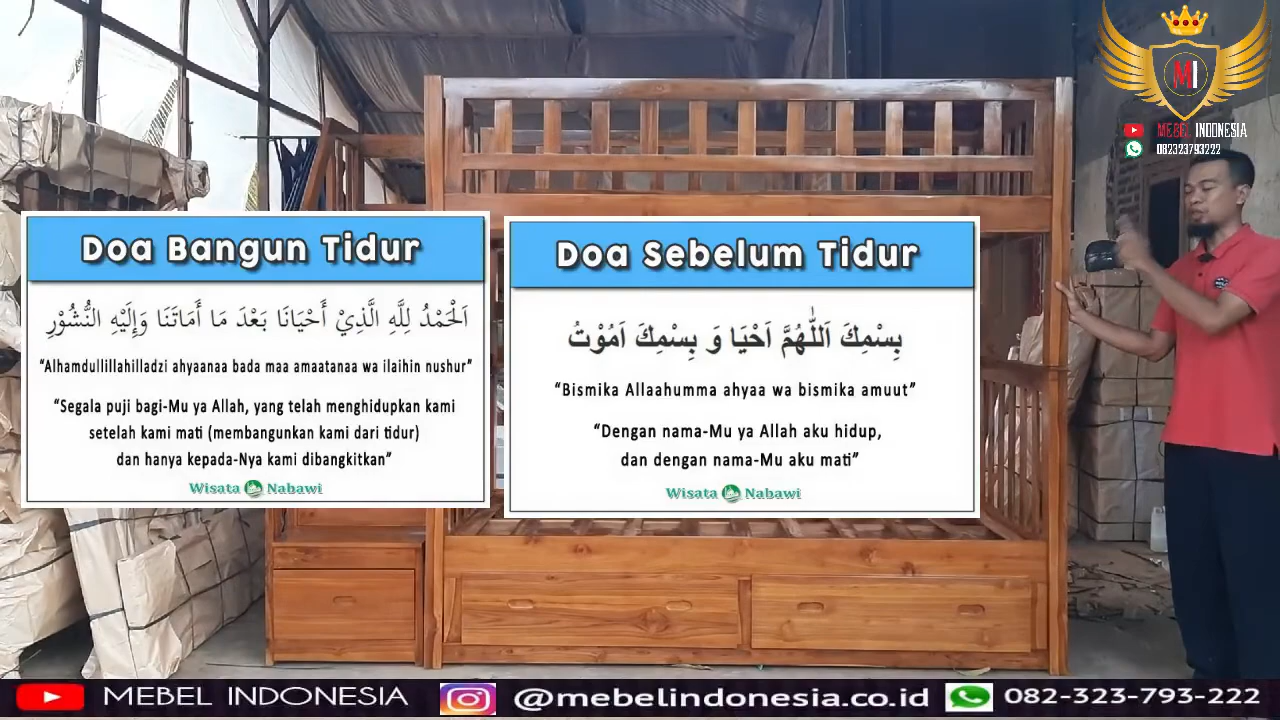 MI
MEBEL INDONESIA
082323793222
Doa Bangun Tidur
اَلْحَمْدُ لِلَّهِ الَّذِيْ أَحْيَانَا بَعْدَ مَا أَمَاتَنَا وَإِلَيْهِ النُّشُوْرِ
“Alhamdullillahilladzi ahyaanaa bada maa amaatanaa wa ilaihin nushur”
“Segala puji bagi-Mu ya Allah, yang telah menghidupkan kami
setelah kami mati (membangunkan kami dari tidur)
dan hanya kepada-Nya kami dibangkitkan”
Wisata Nabawi
Doa Sebelum Tidur
بِسْمِكَ اَللّٰهُمَّ اَحْيَا وَ بِسْمِكَ اَمُوْتُ
“Bismika Allaahumma ahyaa wa bismika amuut”
“Dengan nama-Mu ya Allah aku hidup,
dan dengan nama-Mu aku mati”
Wisata Nabawi
MEBEL INDONESIA @mebelindonesia.co.id 082-323-793-222